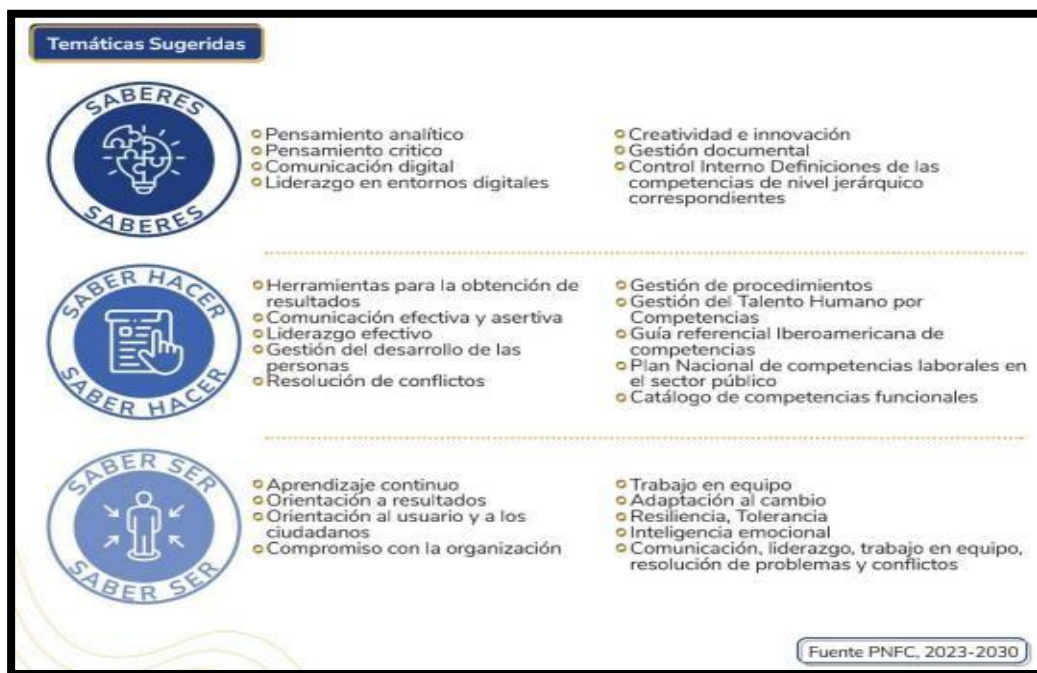 Temáticas Sugeridas
SABERES
SABERES
Pensamiento analítico
Pensamiento critico
Comunicación digital
Liderazgo en entornos digitales
Creatividad e innovación
Gestión documental
Control Interno Definiciones de las
competencias de nivel jerárquico
correspondientes
SABER HACER
SABER HACER
Herramientas para la obtención de
resultados
Comunicación efectiva y asertiva
Liderazgo efectivo
Gestión del desarrollo de las
personas
Resolución de conflictos
Gestión de procedimientos
Gestión del Talento Humano por
Competencias
Guía referencial Iberoamericana de
competencias
Plan Nacional de competencias laborales en
el sector público
Catálogo de competencias funcionales
SABER SER
SABER SER
Aprendizaje continuo
Orientación a resultados
Orientación al usuario y a los
ciudadanos
Compromiso con la organización
Trabajo en equipo
Adaptación al cambio
Resiliencia, Tolerancia
Inteligencia emocional
Comunicación, liderazgo, trabajo en equipo,
resolución de problemas y conflictos
Fuente PNFC, 2023-2030